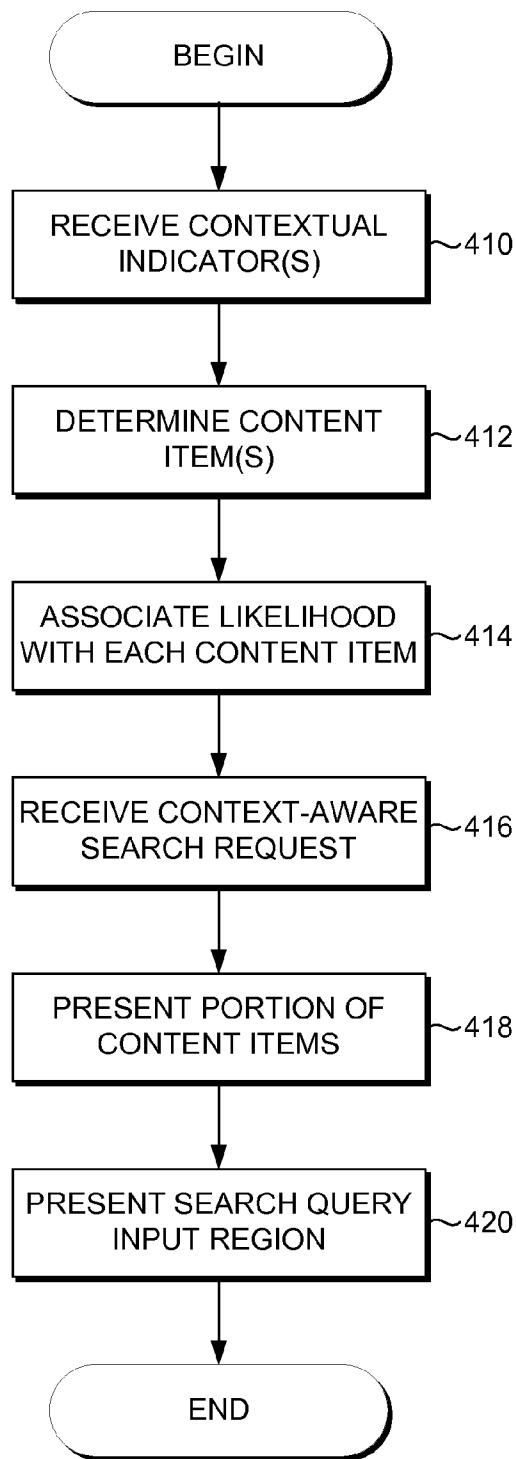 BEGIN
RECEIVE CONTEXTUAL
INDICATOR(S)
410
DETERMINE CONTENT
ITEM(S)
412
ASSOCIATE LIKELIHOOD
WITH EACH CONTENT ITEM
414
RECEIVE CONTEXT-AWARE
SEARCH REQUEST
416
PRESENT PORTION OF
CONTENT ITEMS
418
PRESENT SEARCH QUERY
INPUT REGION
420
END